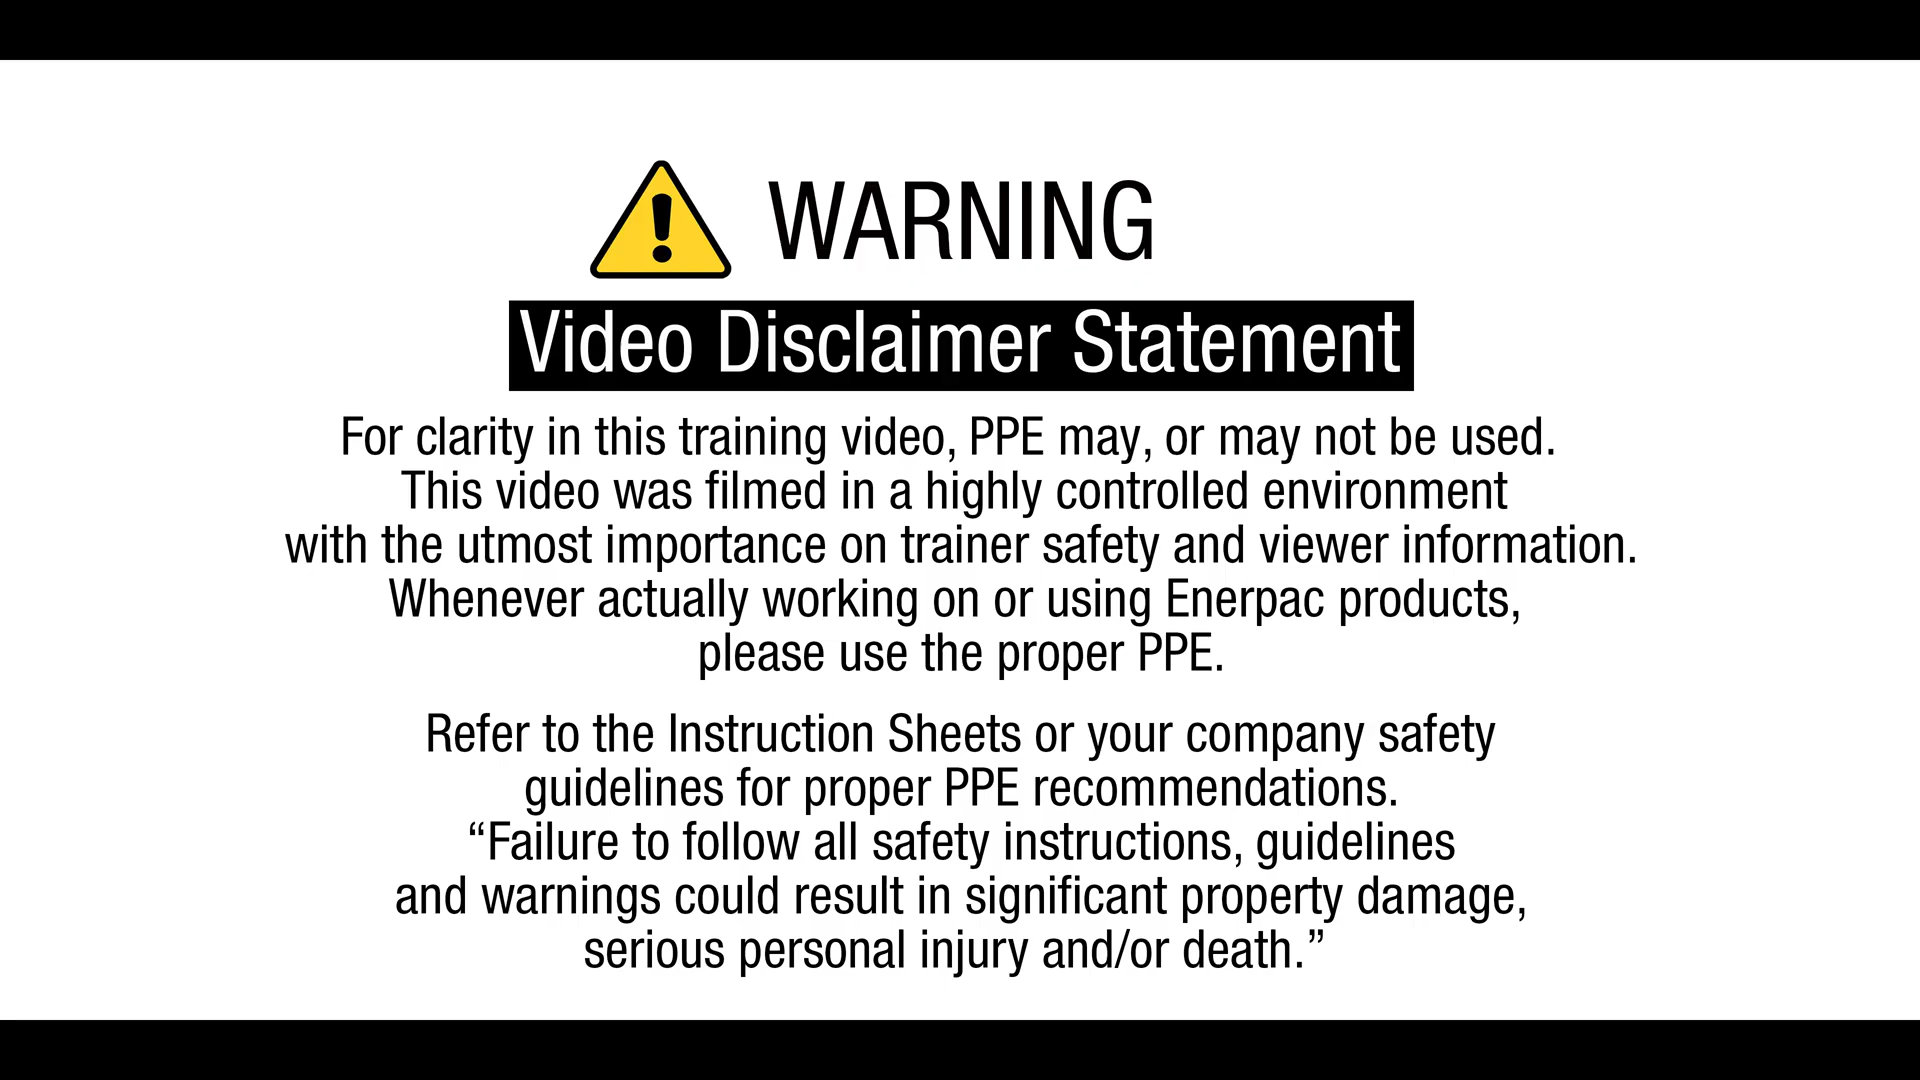 WARNING
Video Disclaimer Statement
For clarity in this training video, PPE may, or may not be used.
This video was filmed in a highly controlled environment
with the utmost importance on trainer safety and viewer information.
Whenever actually working on or using Enerpac products,
please use the proper PPE.
Refer to the Instruction Sheets or your company safety
guidelines for proper PPE recommendations.
“Failure to follow all safety instructions, guidelines
and warnings could result in significant property damage,
serious personal injury and/or death.”